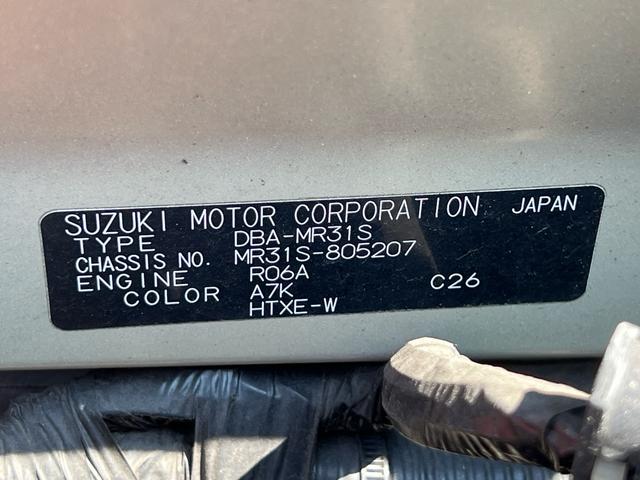 SUZUKI MOTOR CORPORATION JAPAN
TYPE DBA-MR31S
CHASSIS NO. MR31S-805207
ENGINE R06A C26
COLOR A7K
HTXE-W